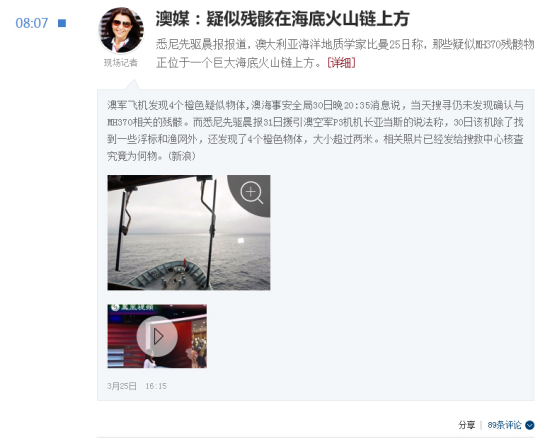 08:07
澳媒：疑似残骸在海底火山链上方
悉尼先驱晨报报道，澳大利亚海洋地质学家比曼25日称，那些疑似MH370残骸物
正位于一个巨大海底火山链上方。[详细]
现场记者
澳军飞机发现4个橙色疑似物体,澳海事安全局30日晚20:35消息说，当天搜寻仍未发现确认与
MH370相关的残骸。而悉尼先驱晨报31日援引澳空军P3机机长亚当斯的说法称，30日该机除了找
到一些浮标和渔网外，还发现了4个橙色物体，大小超过两米。相关照片已经发给搜救中心核查
究竟为何物。(新浪)
凤凰视频
3月25日 16:15
分享 | 89条评论